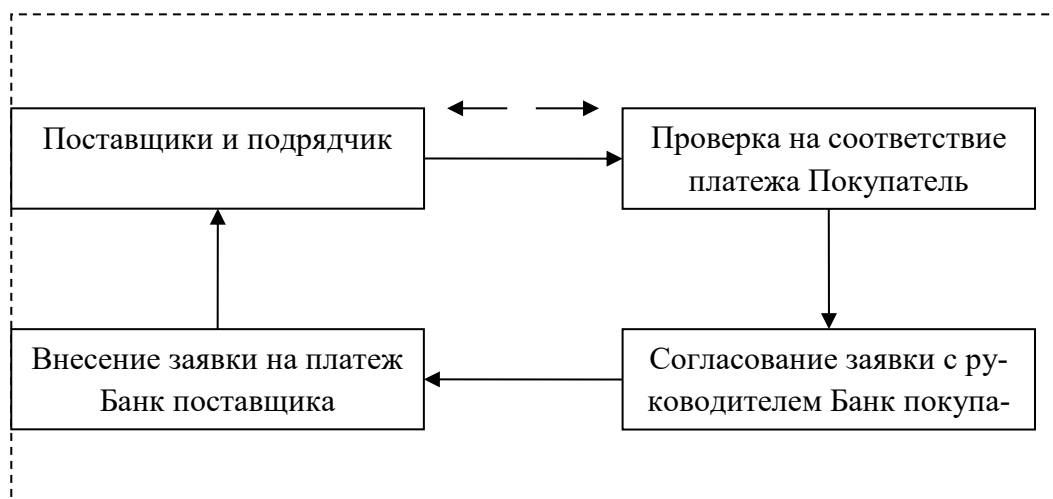 Поставщики и подрядчик
Проверка на соответствие
платежа Покупатель
Внесение заявки на платеж
Банк поставщика
Согласование заявки с ру-
ководителем Банк покупа-